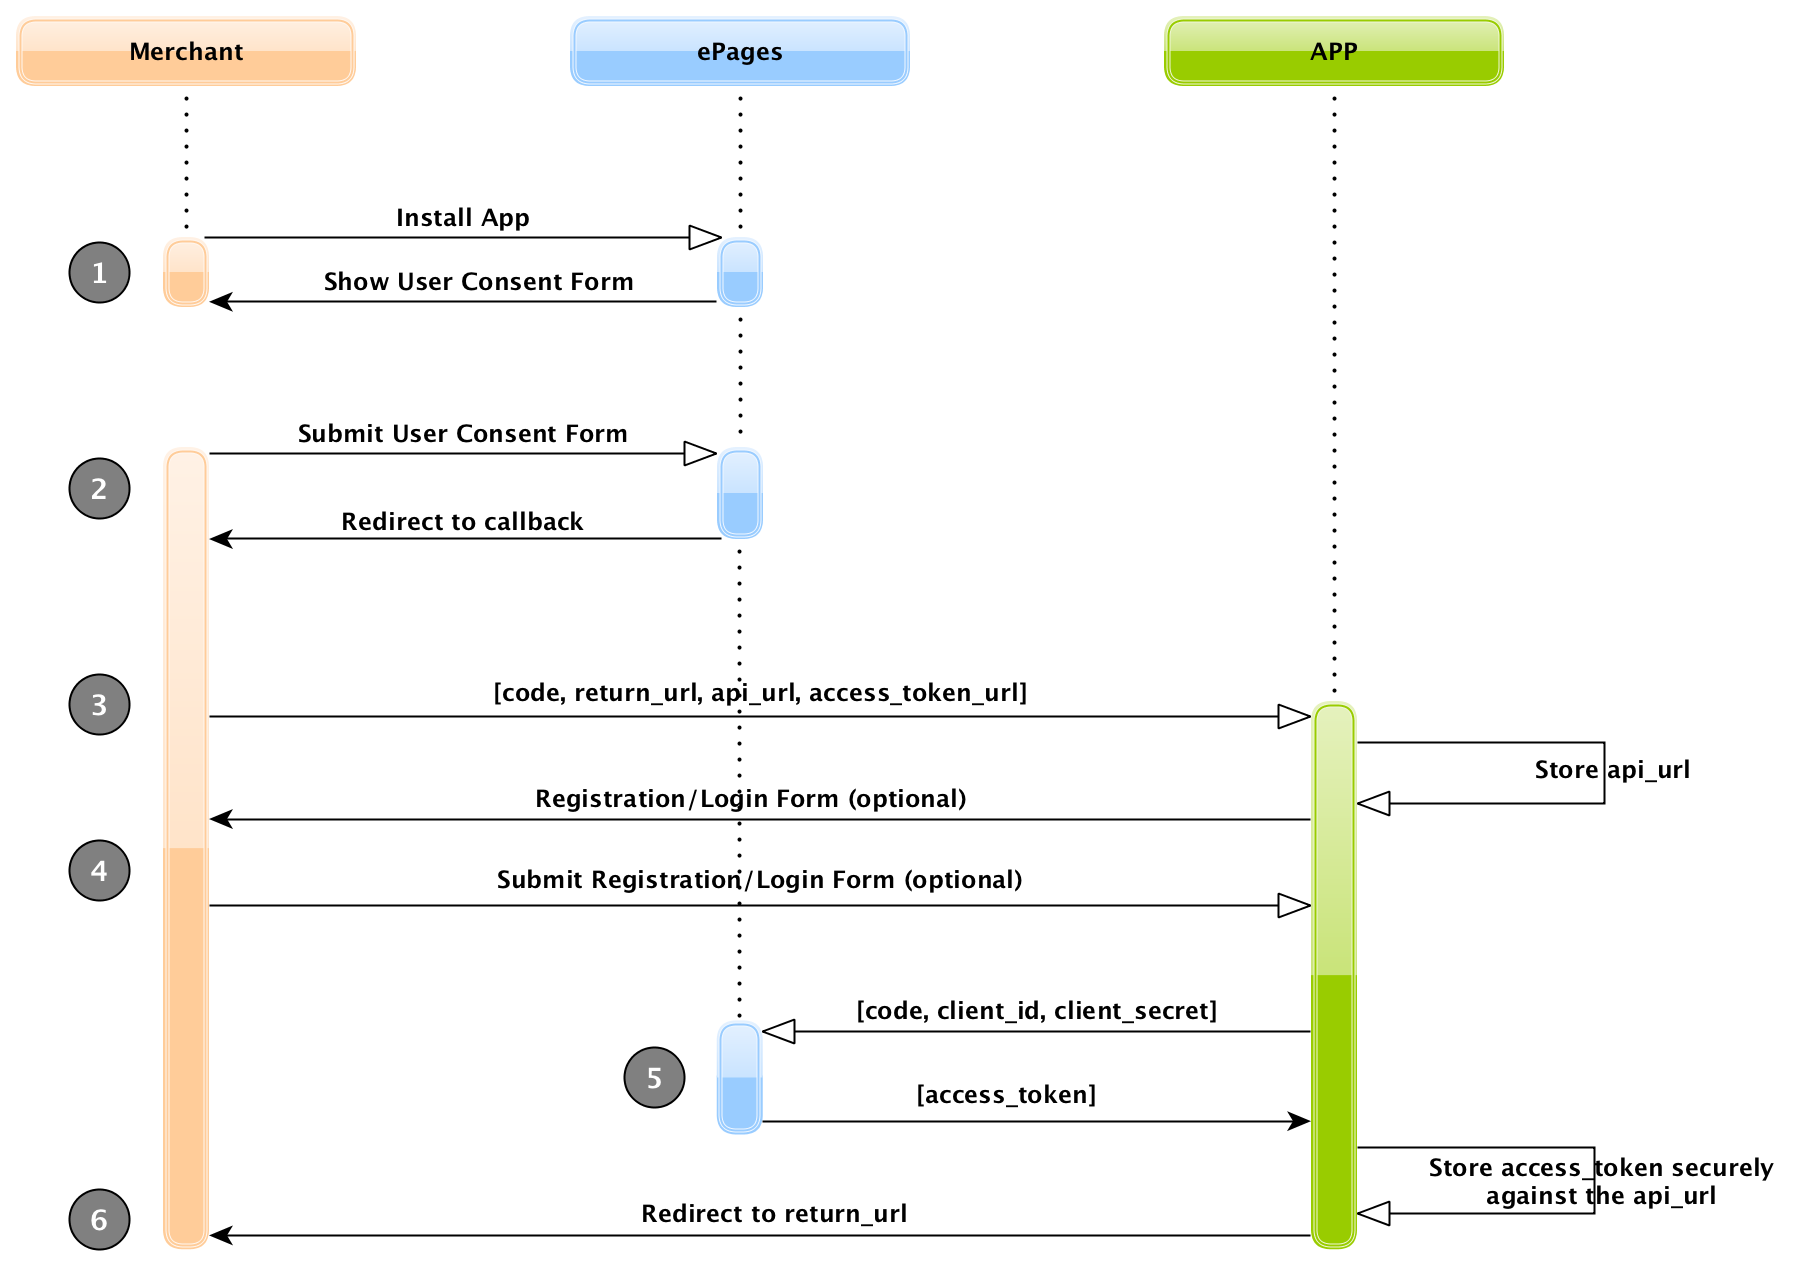 Merchant
ePages
APP
Install App
1
Show User Consent Form
Submit User Consent Form
2
Redirect to callback
3
[code, return_url, api_url, access_token_url]
Store api_url
Registration/Login Form (optional)
4
Submit Registration/Login Form (optional)
[code, client_id, client_secret]
5
[access_token]
Store access_token securely
against the api_url
6
Redirect to return_url